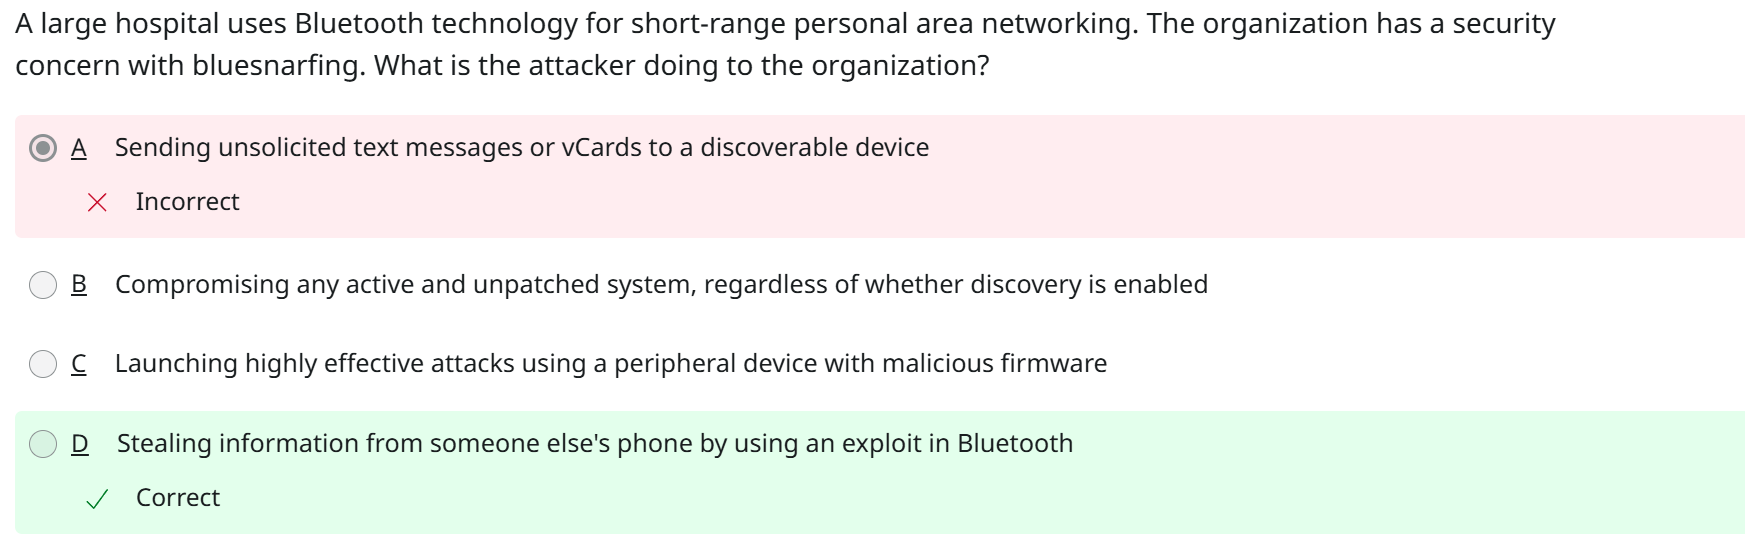 A large hospital uses Bluetooth technology for short-range personal area networking. The organization has a security
concern with bluesnarfing. What is the attacker doing to the organization?
A Sending unsolicited text messages or vCards to a discoverable device
Incorrect
B Compromising any active and unpatched system, regardless of whether discovery is enabled
C Launching highly effective attacks using a peripheral device with malicious firmware
D Stealing information from someone else's phone by using an exploit in Bluetooth
Correct